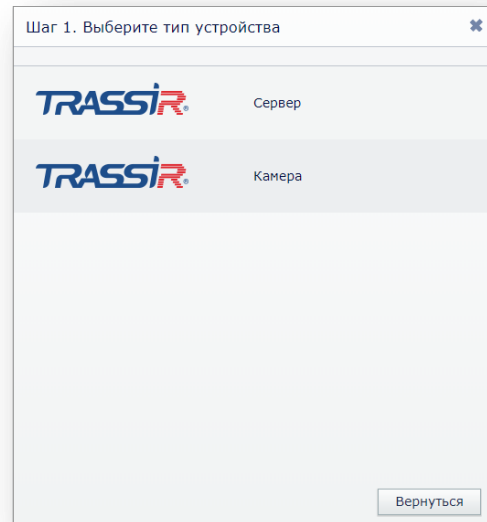 Шаг 1. Выберите тип устройства
TRASSIR® Сервер
TRASSIR® Камера
Вернуться